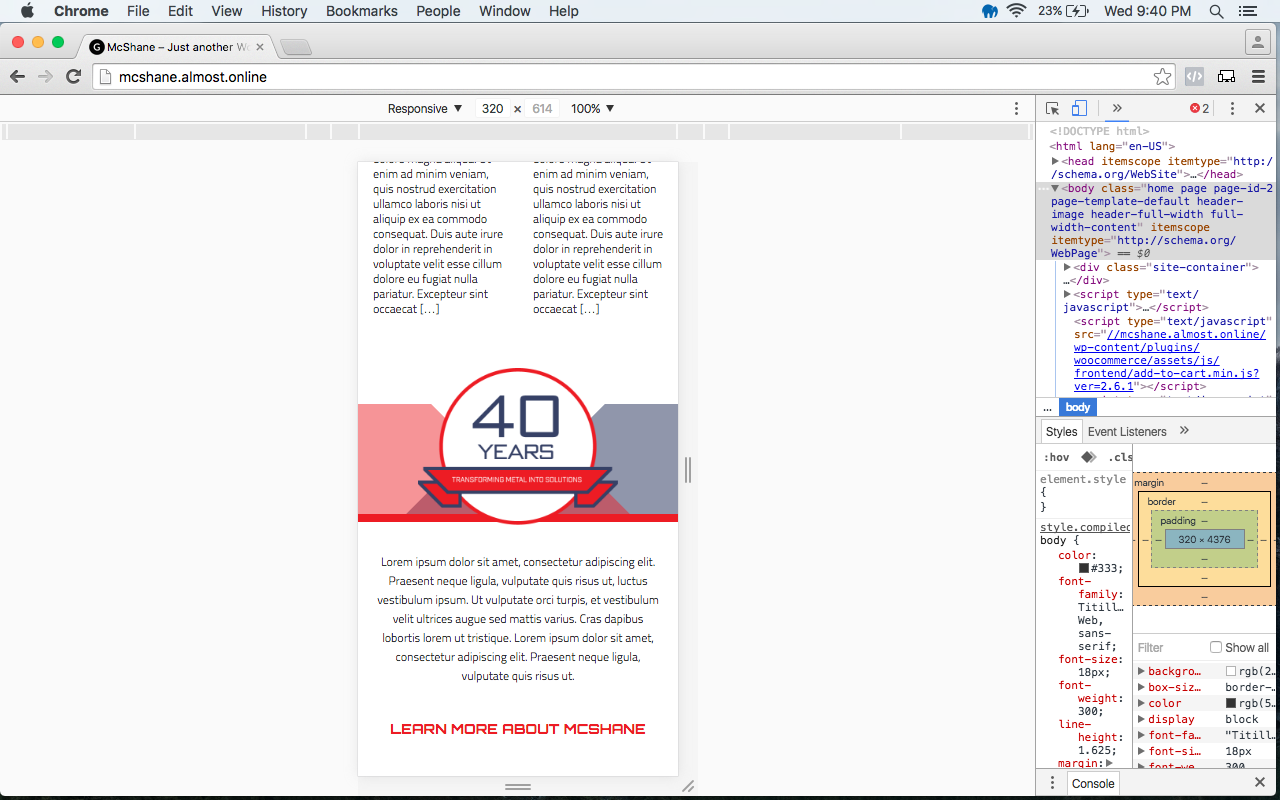 Chrome File Edit View History Bookmarks People Window Help 23% Wed 9:40 PM
McShane – Just another Wo
mcshane.almost.online
Responsive ▼ 320 × 614 100% ▼
2
enim ad minim veniam,
quis nostrud exercitation
ullamco laboris nisi ut
aliquip ex ea commodo
consequat. Duis aute irure
dolor in reprehenderit in
voluptate velit esse cillum
dolore eu fugiat nulla
pariatur. Excepteur sint
occaecat […]
enim ad minim veniam,
quis nostrud exercitation
ullamco laboris nisi ut
aliquip ex ea commodo
consequat. Duis aute irure
dolor in reprehenderit in
voluptate velit esse cillum
dolore eu fugiat nulla
pariatur. Excepteur sint
occaecat […]
40
YEARS
TRANSFORMING METAL INTO SOLUTIONS
Lorem ipsum dolor sit amet, consectetur adipiscing elit.
Praesent neque ligula, vulputate quis risus ut, luctus
vestibulum ipsum. Ut vulputate orci turpis, et vestibulum
velit ultrices augue sed mattis varius. Cras dapibus
lobortis lorem ut tristique. Lorem ipsum dolor sit amet,
consectetur adipiscing elit. Praesent neque ligula,
vulputate quis risus ut.
LEARN MORE ABOUT MCSHANE
<!DOCTYPE html>
<html lang="en-US">
▶<head itemscope itemtype="http:/
/schema.org/WebSite">…</head>
…▼<body class="home page page-id-2
page-template-default header-
image header-full-width full-
width-content" itemscope
itemtype="http://schema.org/
WebPage"> == $0
▶<div class="site-container">
…</div>
▶<script type="text/
javascript">…</script>
<script type="text/javascript"
src="//mcshane.almost.online/
wp-content/plugins/
woocommerce/assets/js/
frontend/add-to-cart.min.js?
ver=2.6.1"></script>
... body
Styles Event Listeners »
:hov .cls
element.style
{
}
style.compiled
body {
color:
#333;
font-
family:
Titill…
Web,
sans-
serif;
font-size:
18px;
font-
weight:
300;
line-
height:
1.625;
margin:▶
margin –
border –
padding –
– – – 320 × 4376 – – –
–
–
–
Filter Show all
▶ backgro… rgb(2…
▶ box-siz… border-…
▶ color rgb(5…
▶ display block
▶ font-fa… "Titill…
▶ font-si… 18px
▶ font-we… 300
Console